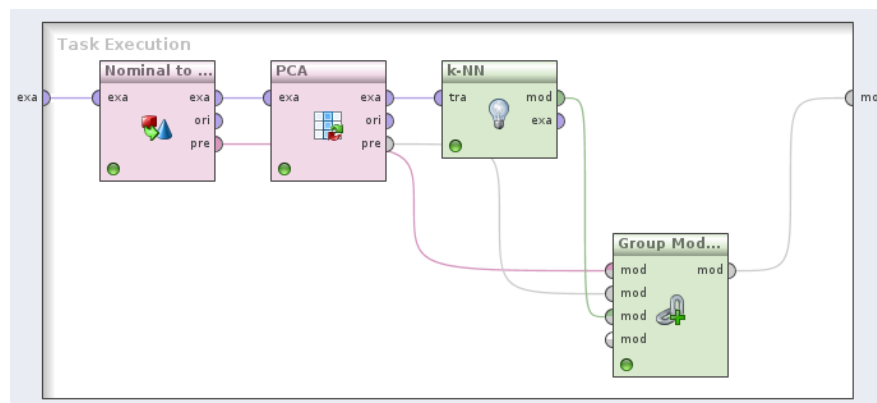 Task Execution
Nominal to ...
PCA
k-NN
exa
exa
exa
exa
exa
tra
mod
mo
ori
ori
exa
pre
pre
Group Mod...
mod
mod
mod
mod
mod